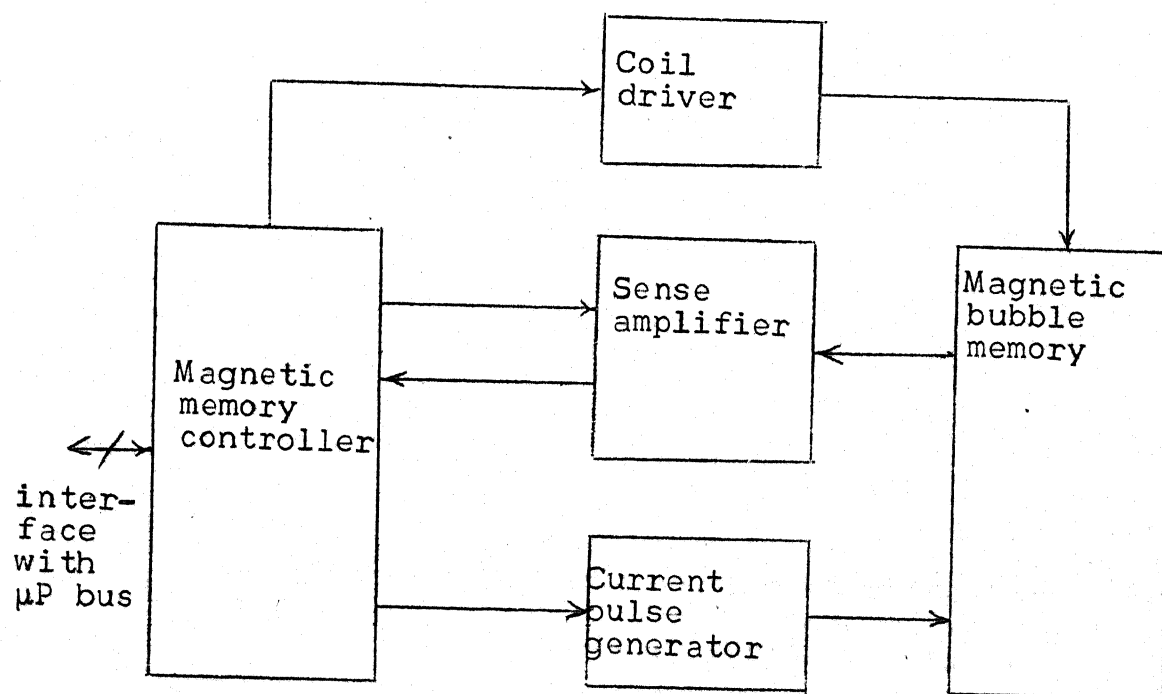 Coil
driver
Sense
amplifier
Magnetic
bubble
memory
Magnetic
memory
controller
inter-
face
with
μP bus
Current
pulse
generator